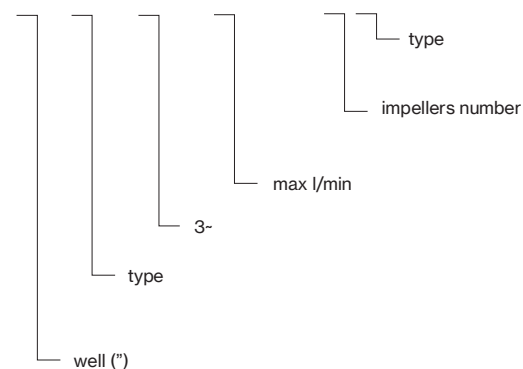 type
impellers number
max l/min
3~
type
well (”)